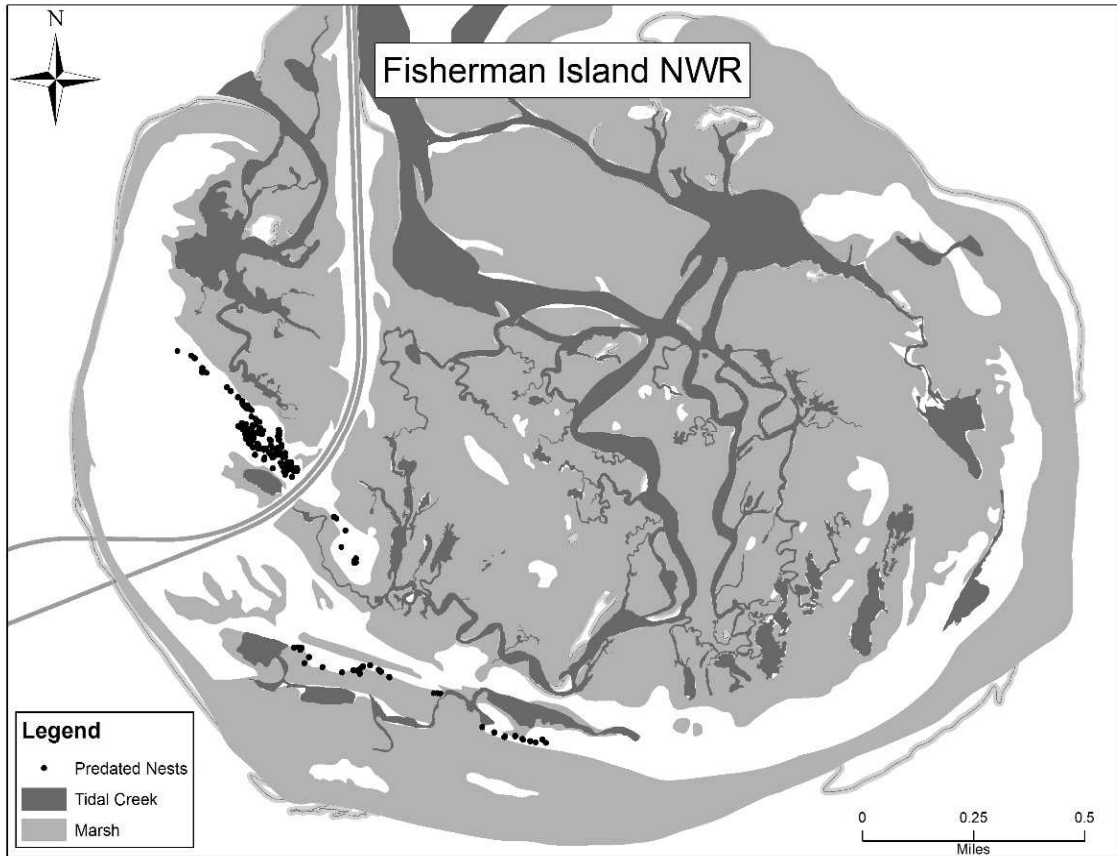 N
Fisherman Island NWR
Legend
Predated Nests
Tidal Creek
Marsh
0 0.25 0.5
Miles